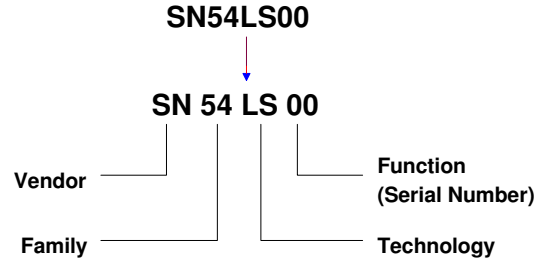 SN54LS00
SN 54 LS 00
Vendor
Function
(Serial Number)
Family
Technology